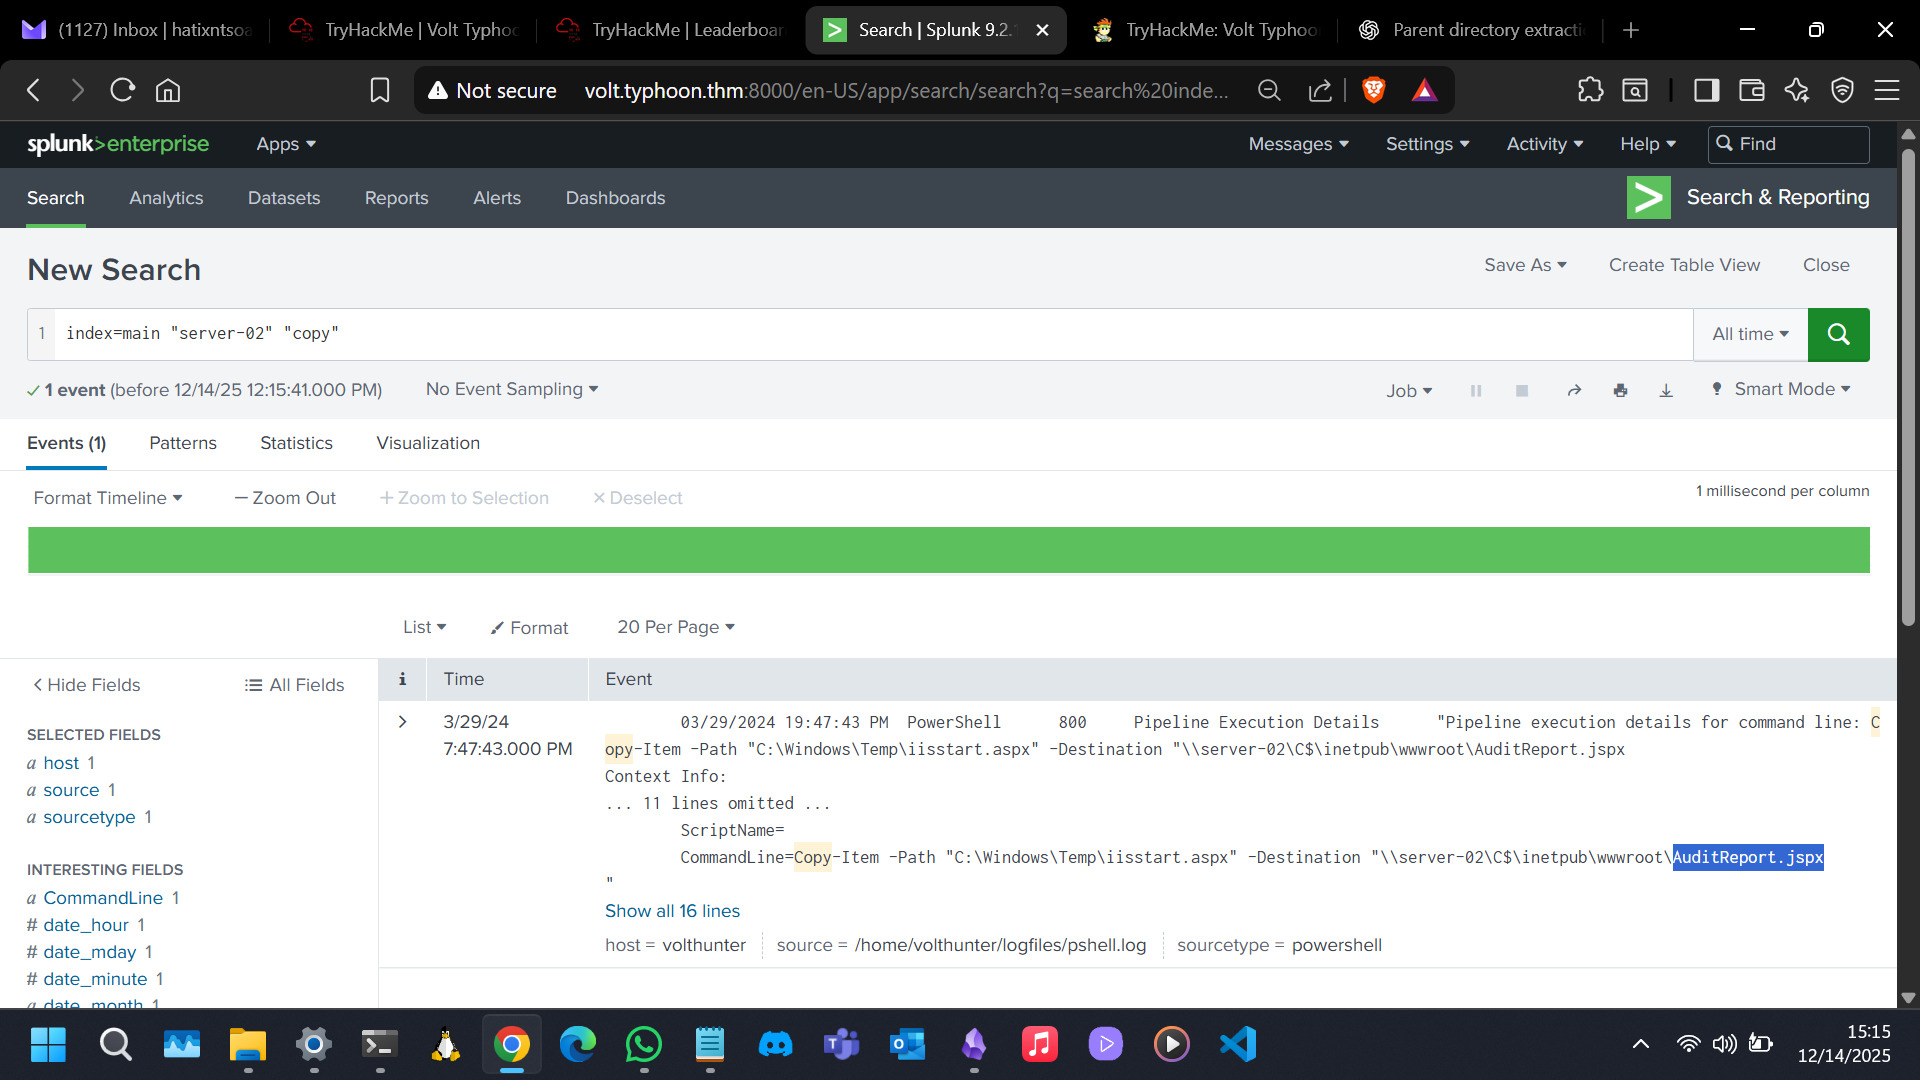 (1127) Inbox | hatixntsoa
TryHackMe | Volt Typhoo
TryHackMe | Leaderboar
Search | Splunk 9.2.
TryHackMe: Volt Typhoo
Parent directory extracti
Not secure
volt.typhoon.thm:8000/en-US/app/search/search?q=search%20inde...
splunk>enterprise
Apps
Messages
Settings
Activity
Help
Find
Search
Analytics
Datasets
Reports
Alerts
Dashboards
Search & Reporting
New Search
Save As
Create Table View
Close
1
index=main "server-02" "copy"
All time
1 event (before 12/14/25 12:15:41.000 PM)
No Event Sampling
Job
Smart Mode
Events (1)
Patterns
Statistics
Visualization
Format Timeline
Zoom Out
Zoom to Selection
Deselect
1 millisecond per column
List
Format
20 Per Page
Hide Fields
All Fields
i
Time
Event
SELECTED FIELDS
a host 1
a source 1
a sourcetype 1
INTERESTING FIELDS
a CommandLine 1
# date_hour 1
# date_mday 1
# date_minute 1
a date_month 1
3/29/24
7:47:43.000 PM
03/29/2024 19:47:43 PM PowerShell 800 Pipeline Execution Details "Pipeline execution details for command line: C
opy-Item -Path "C:\Windows\Temp\iisstart.aspx" -Destination "\\server-02\C$\inetpub\wwwroot\AuditReport.jspx
Context Info:
... 11 lines omitted ...
ScriptName=
CommandLine=Copy-Item -Path "C:\Windows\Temp\iisstart.aspx" -Destination "\\server-02\C$\inetpub\wwwroot\AuditReport.jspx
"
Show all 16 lines
host = volthunter
source = /home/volthunter/logfiles/pshell.log
sourcetype = powershell
15:15
12/14/2025